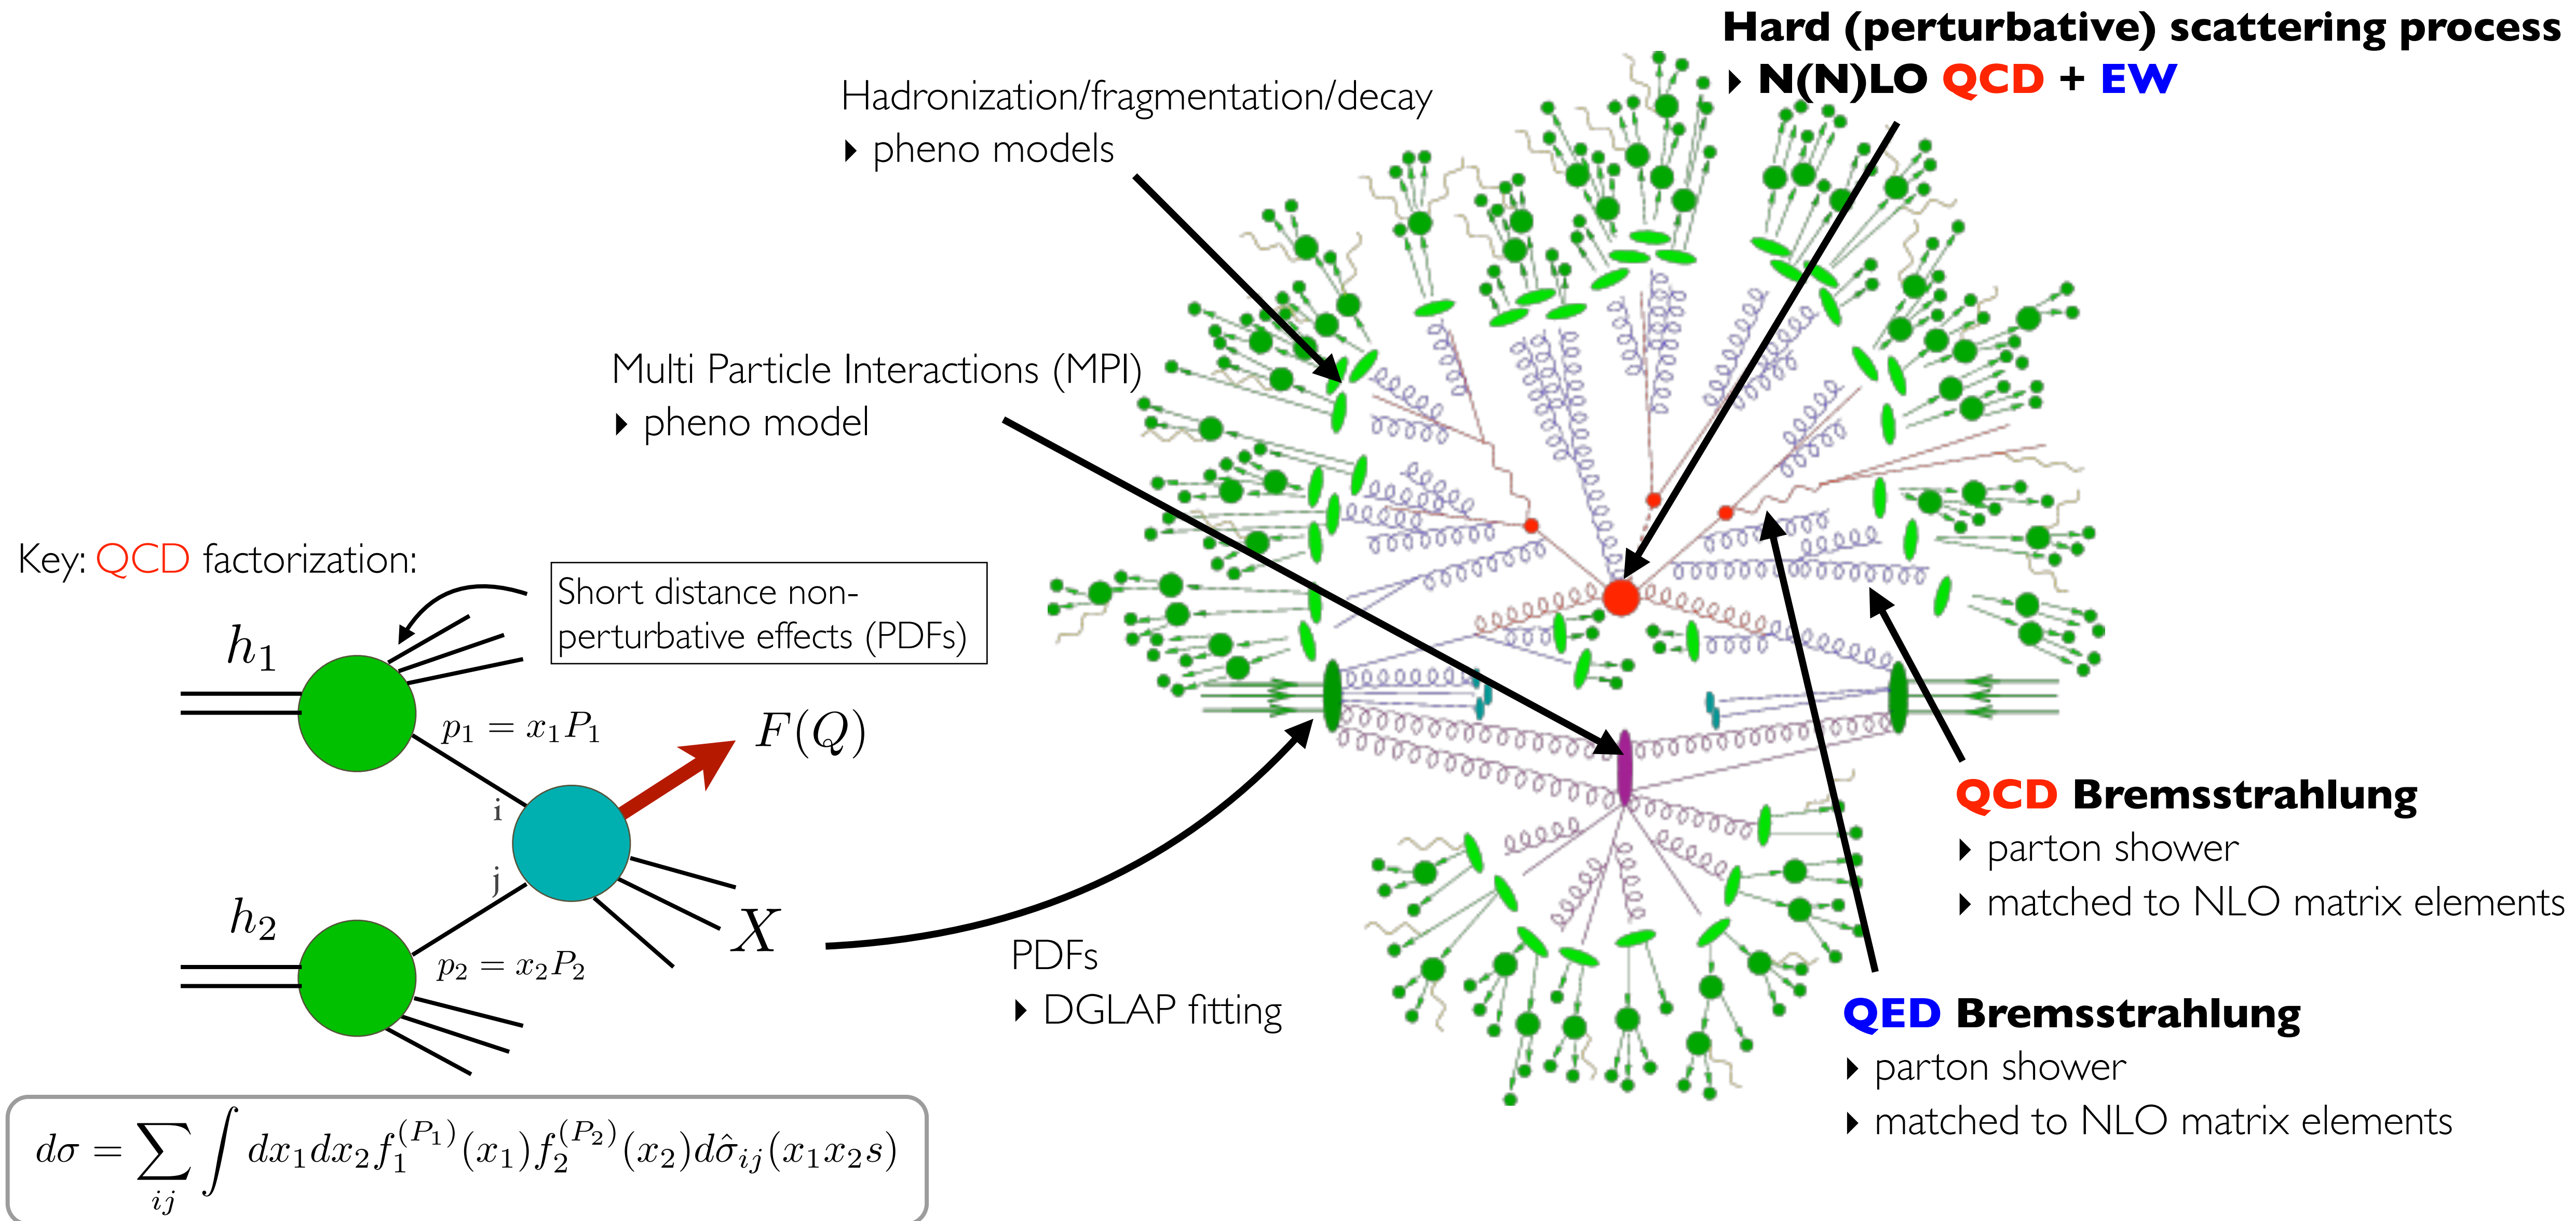 Hard (perturbative) scattering process
▸ N(N)LO QCD + EW
Hadronization/fragmentation/decay
▸ pheno models
Multi Particle Interactions (MPI)
▸ pheno model
Key: QCD factorization:
Short distance non-
perturbative effects (PDFs)
h₁
p₁ = x₁P₁
F(Q)
i
j
h₂
p₂ = x₂P₂
X
PDFs
▸ DGLAP fitting
QCD Bremsstrahlung
▸ parton shower
▸ matched to NLO matrix elements
QED Bremsstrahlung
▸ parton shower
▸ matched to NLO matrix elements
dσ = ∑_{ij} ∫ dx₁dx₂f₁^{(P₁)}(x₁)f₂^{(P₂)}(x₂)dσ̂_{ij}(x₁x₂s)